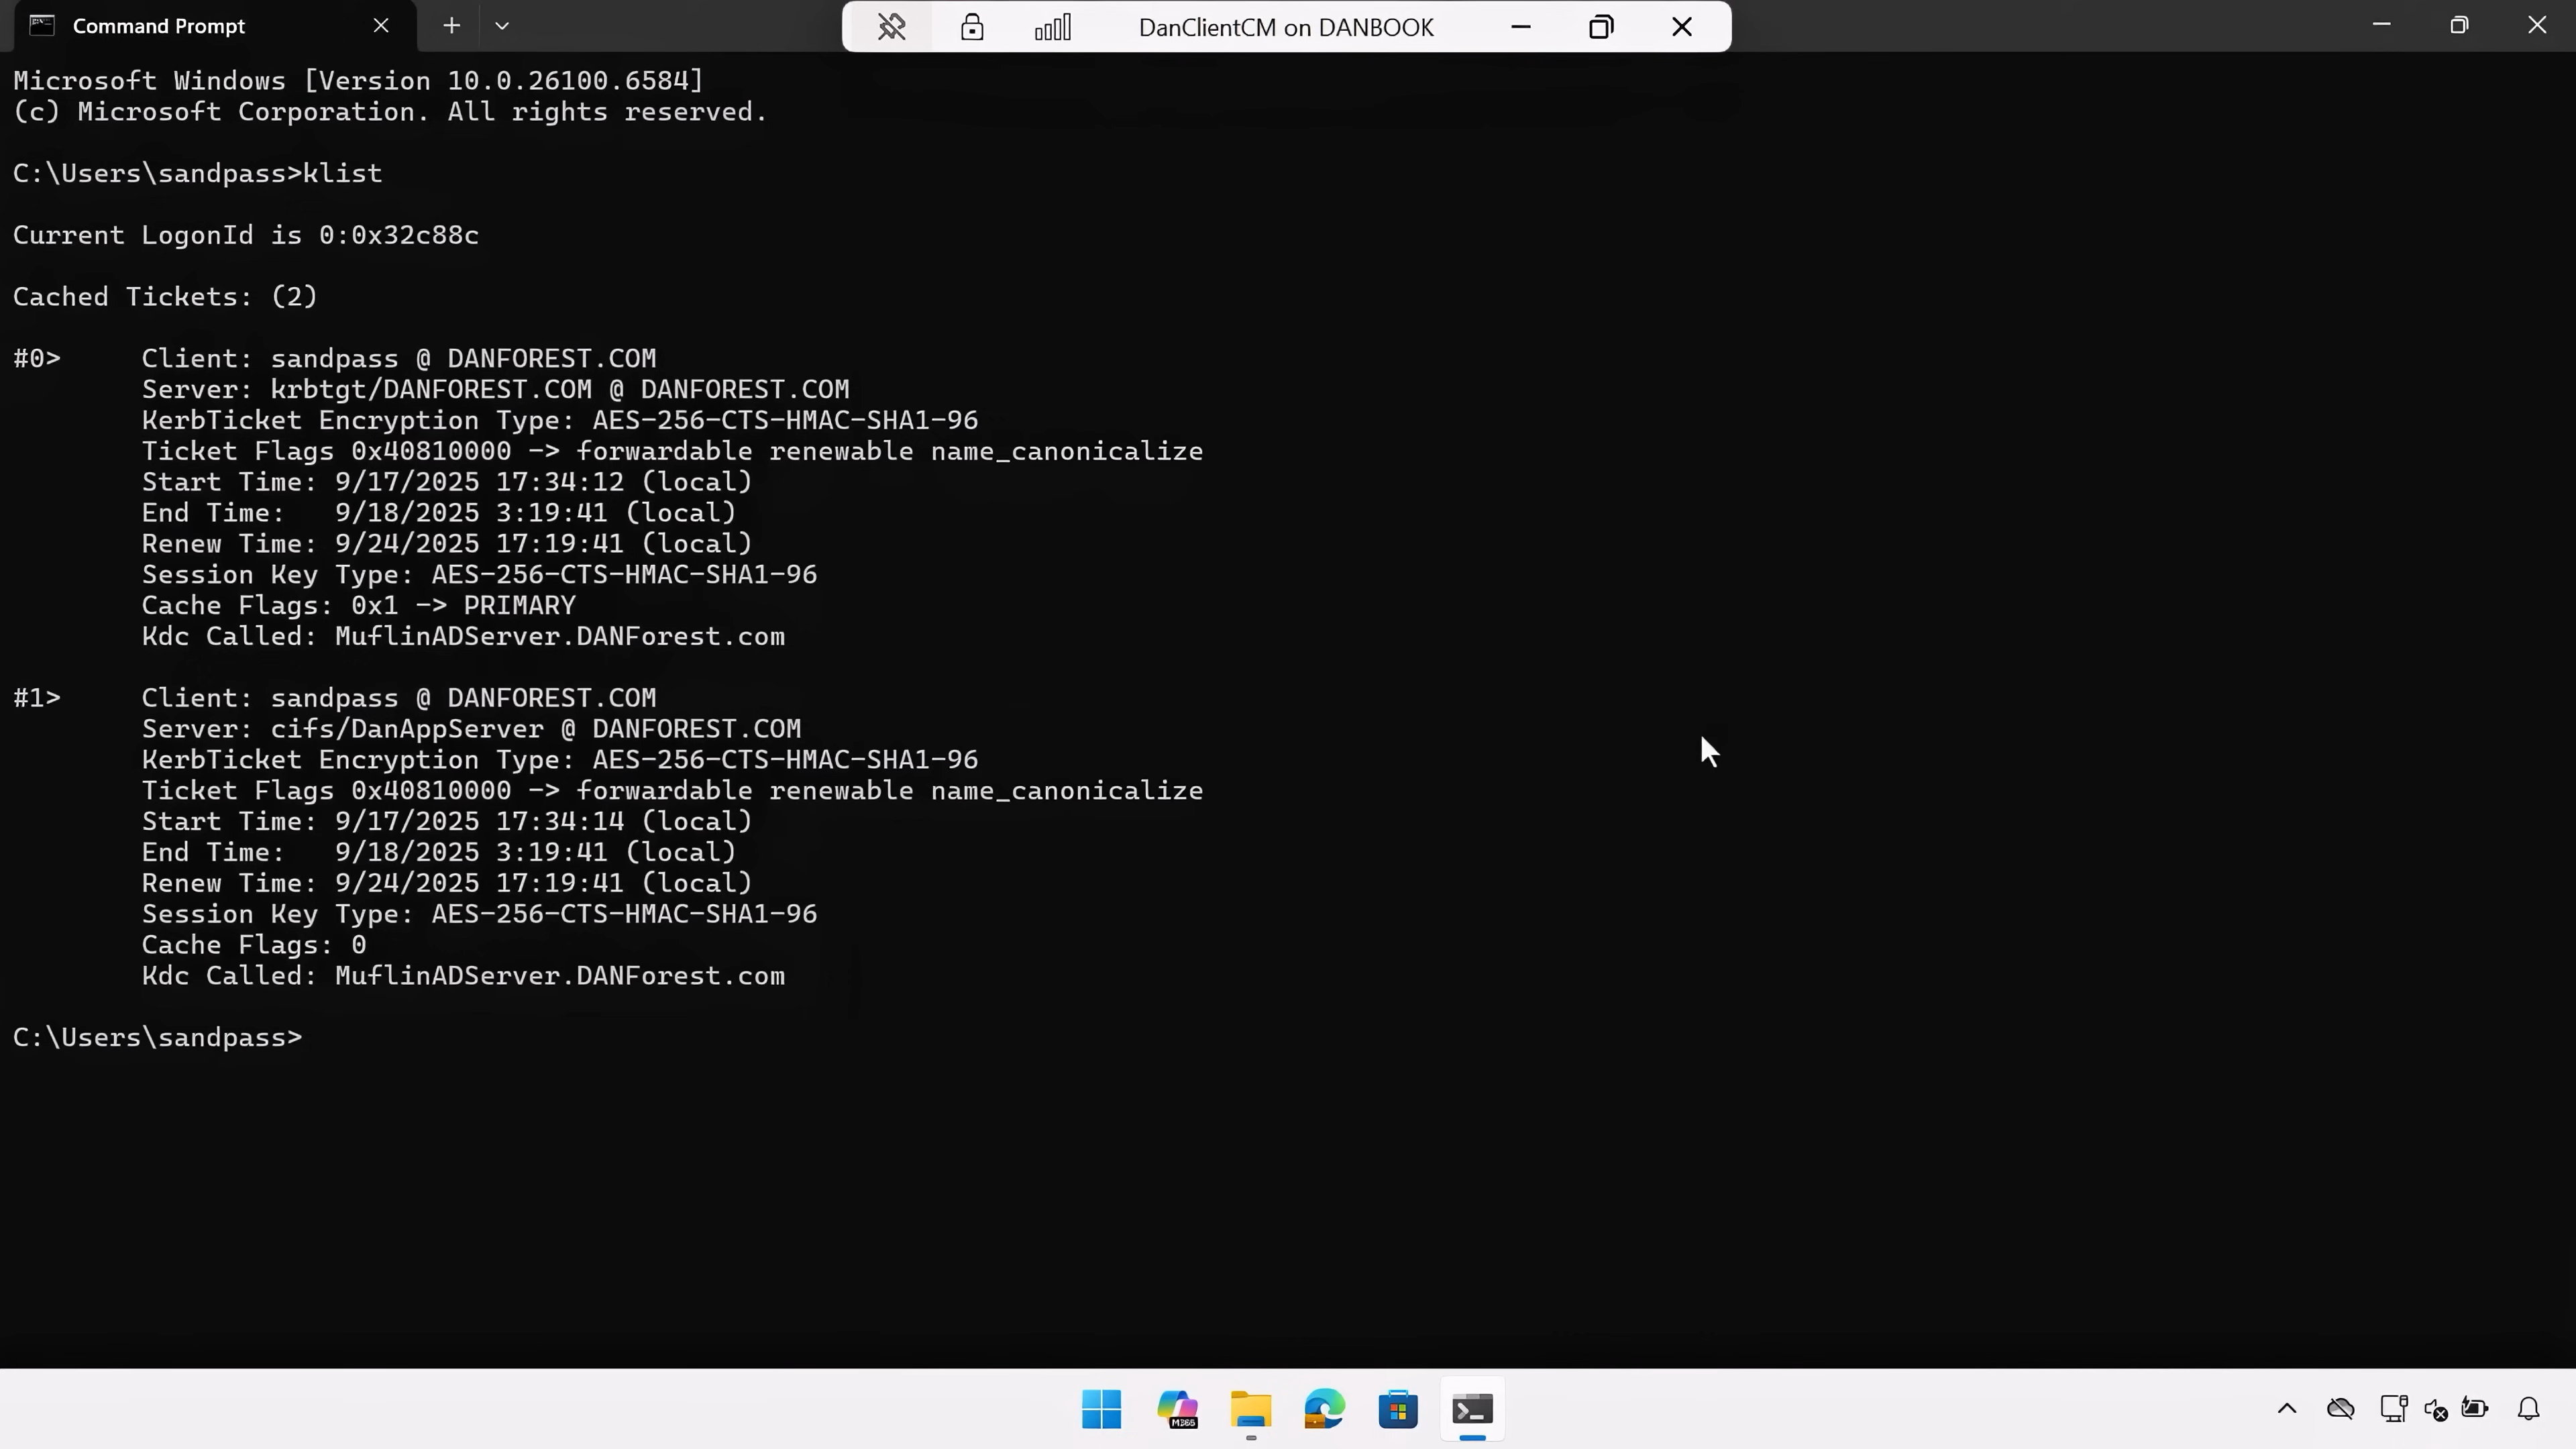 Command Prompt
DanClientCM on DANBOOK
Microsoft Windows [Version 10.0.26100.6584]
(c) Microsoft Corporation. All rights reserved.
C:\Users\sandpass>klist
Current LogonId is 0:0x32c88c
Cached Tickets: (2)
#0> Client: sandpass @ DANFOREST.COM
Server: krbtgt/DANFOREST.COM @ DANFOREST.COM
KerbTicket Encryption Type: AES-256-CTS-HMAC-SHA1-96
Ticket Flags 0x40810000 -> forwardable renewable name_canonicalize
Start Time: 9/17/2025 17:34:12 (local)
End Time: 9/18/2025 3:19:41 (local)
Renew Time: 9/24/2025 17:19:41 (local)
Session Key Type: AES-256-CTS-HMAC-SHA1-96
Cache Flags: 0x1 -> PRIMARY
Kdc Called: MuflinADServer.DANForest.com
#1> Client: sandpass @ DANFOREST.COM
Server: cifs/DanAppServer @ DANFOREST.COM
KerbTicket Encryption Type: AES-256-CTS-HMAC-SHA1-96
Ticket Flags 0x40810000 -> forwardable renewable name_canonicalize
Start Time: 9/17/2025 17:34:14 (local)
End Time: 9/18/2025 3:19:41 (local)
Renew Time: 9/24/2025 17:19:41 (local)
Session Key Type: AES-256-CTS-HMAC-SHA1-96
Cache Flags: 0
Kdc Called: MuflinADServer.DANForest.com
C:\Users\sandpass>
M365